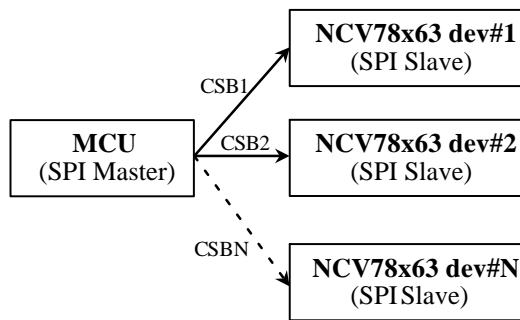 NCV78x63 dev#1
(SPI Slave)
CSB1
MCU
(SPI Master)
CSB2
NCV78x63 dev#2
(SPI Slave)
CSBN
NCV78x63 dev#N
(SPI Slave)